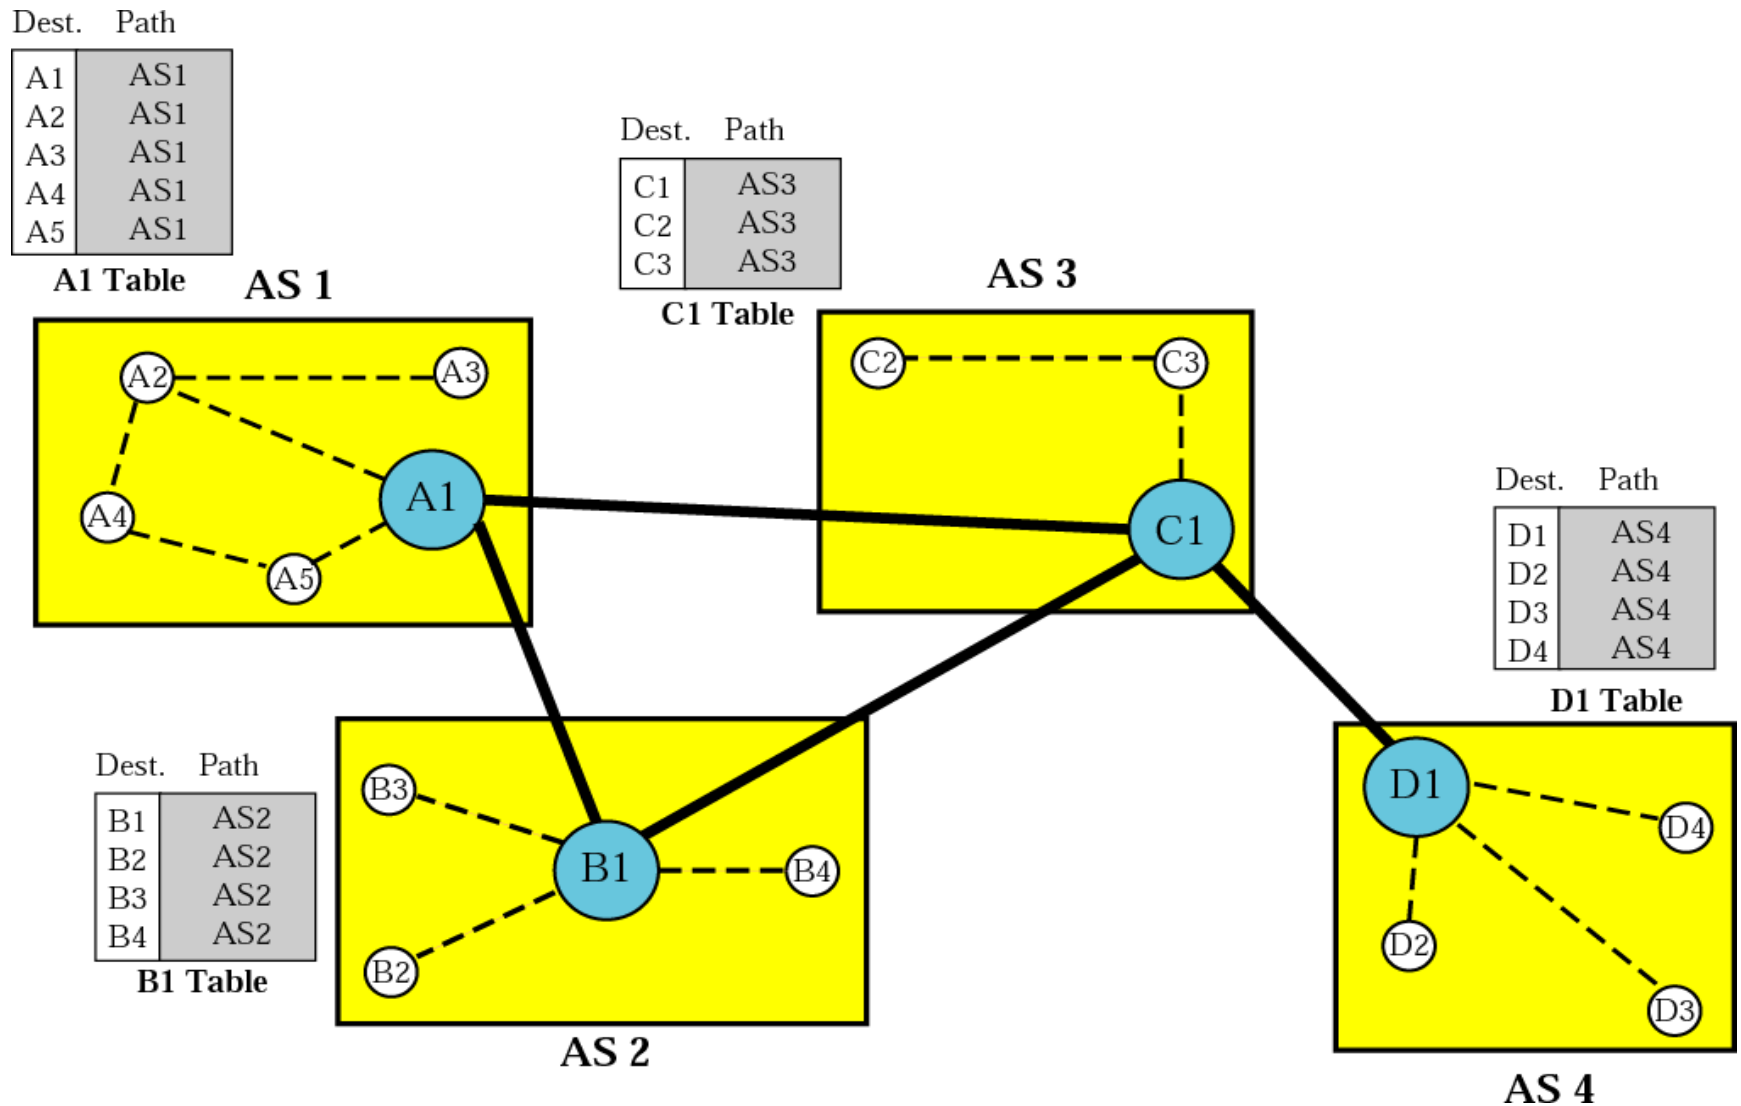 Dest. Path
A1 AS1
A2 AS1
A3 AS1
A4 AS1
A5 AS1
A1 Table
AS 1
A2
A3
A1
A4
A5
Dest. Path
C1 AS3
C2 AS3
C3 AS3
C1 Table
AS 3
C2
C3
C1
Dest. Path
B1 AS2
B2 AS2
B3 AS2
B4 AS2
B1 Table
B3
B1
B4
B2
AS 2
Dest. Path
D1 AS4
D2 AS4
D3 AS4
D4 AS4
D1 Table
D1
D4
D2
D3
AS 4